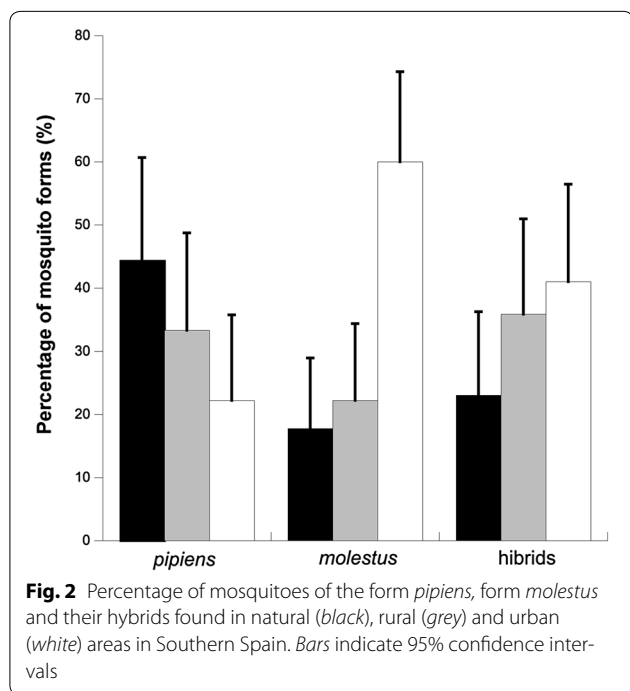 80
70
60
50
40
30
20
10
0
Percentage of mosquito forms (%)
pipiens molestus hibrids
Fig. 2 Percentage of mosquitoes of the form pipiens, form molestus
and their hybrids found in natural (black), rural (grey) and urban
(white) areas in Southern Spain. Bars indicate 95% confidence inter-
vals